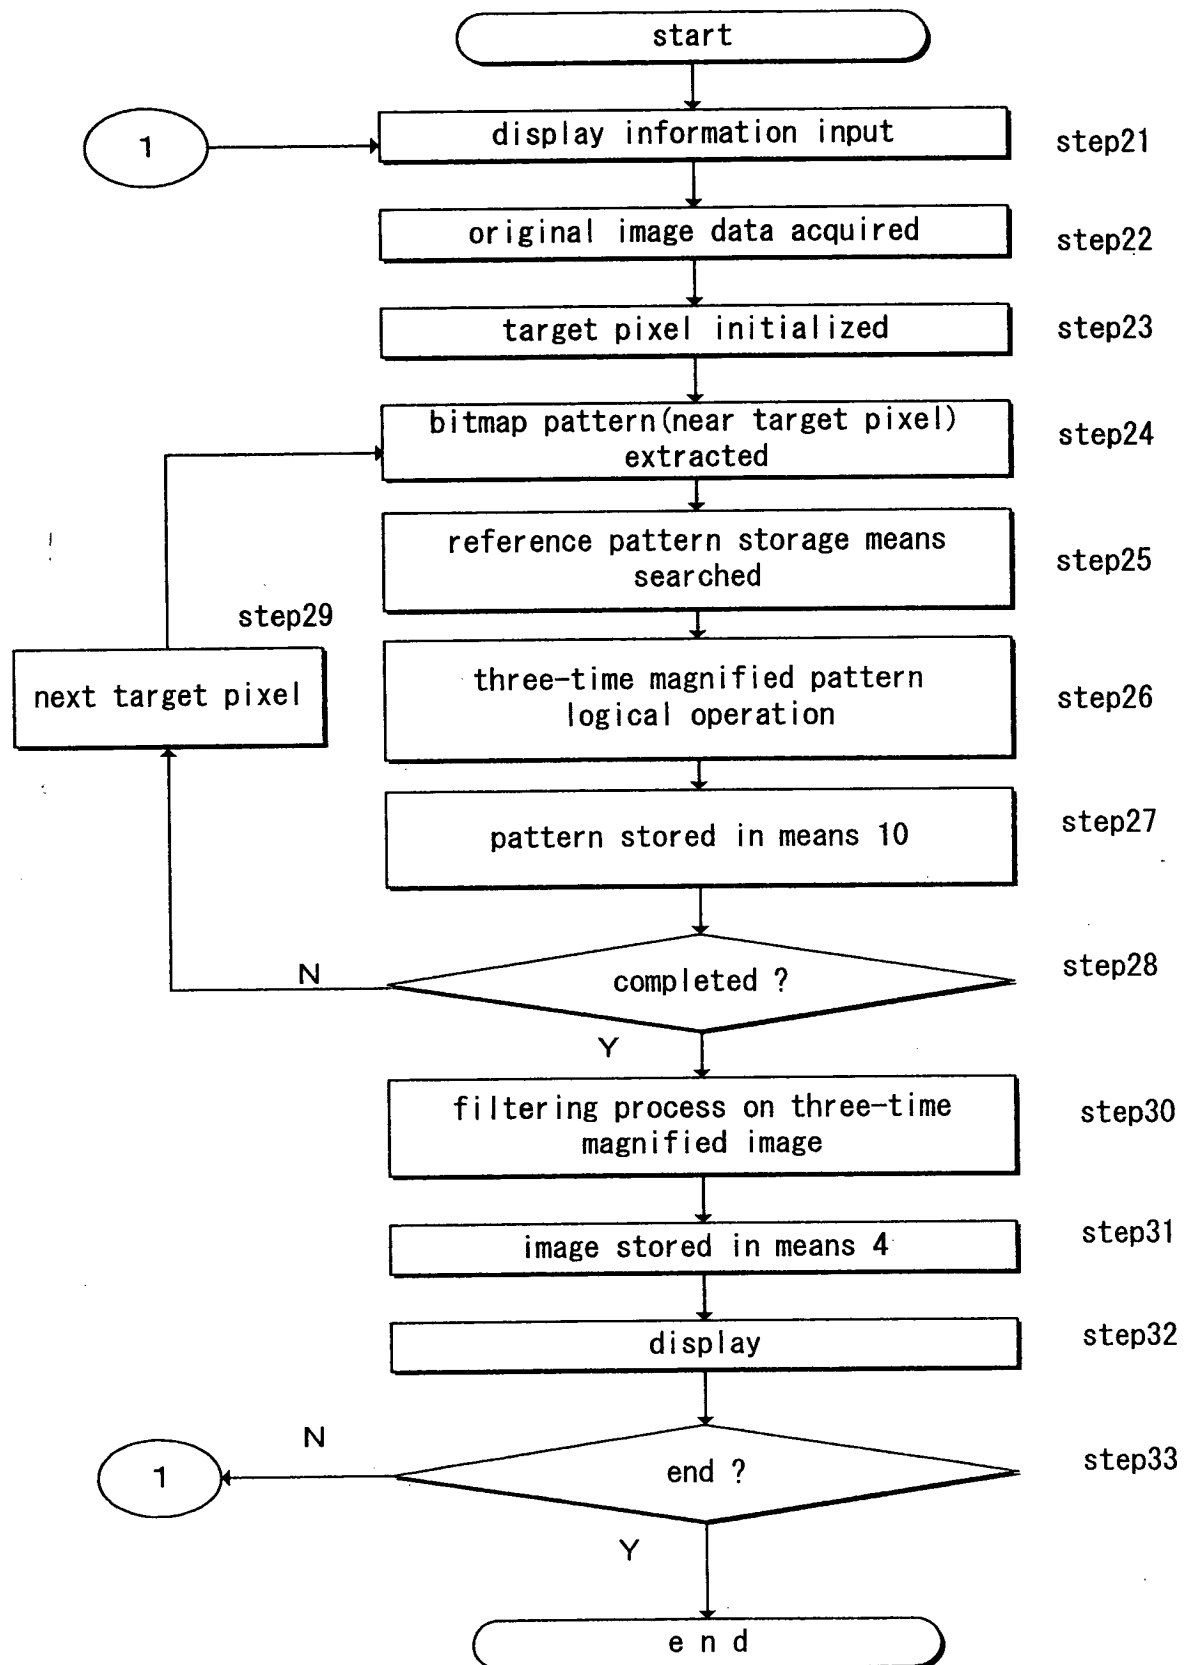 start
1
display information input
step21
original image data acquired
step22
target pixel initialized
step23
bitmap pattern(near target pixel)
extracted
step24
reference pattern storage means
searched
step25
step29
next target pixel
three-time magnified pattern
logical operation
step26
pattern stored in means 10
step27
N
completed ?
step28
Y
filtering process on three-time
magnified image
step30
image stored in means 4
step31
display
step32
N
1
end ?
step33
Y
e n d